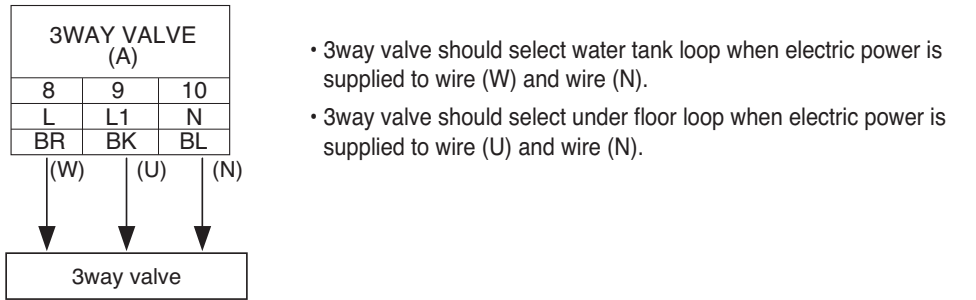 3WAY VALVE
(A)
8 9 10
L L1 N
BR BK BL
(W) (U) (N)
3way valve
• 3way valve should select water tank loop when electric power is
supplied to wire (W) and wire (N).
• 3way valve should select under floor loop when electric power is
supplied to wire (U) and wire (N).